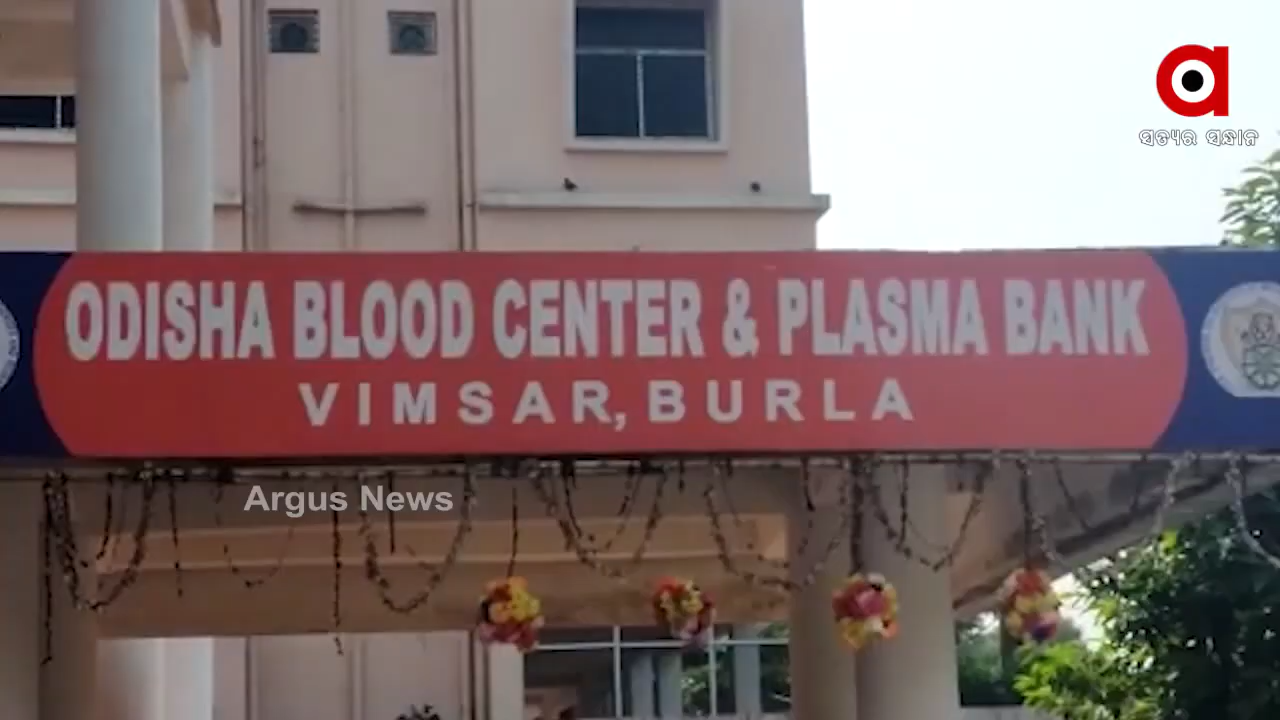 ସତ୍ୟର ସନ୍ଧାନ
ODISHA BLOOD CENTER & PLASMA BANK
VIMSAR, BURLA
Argus News